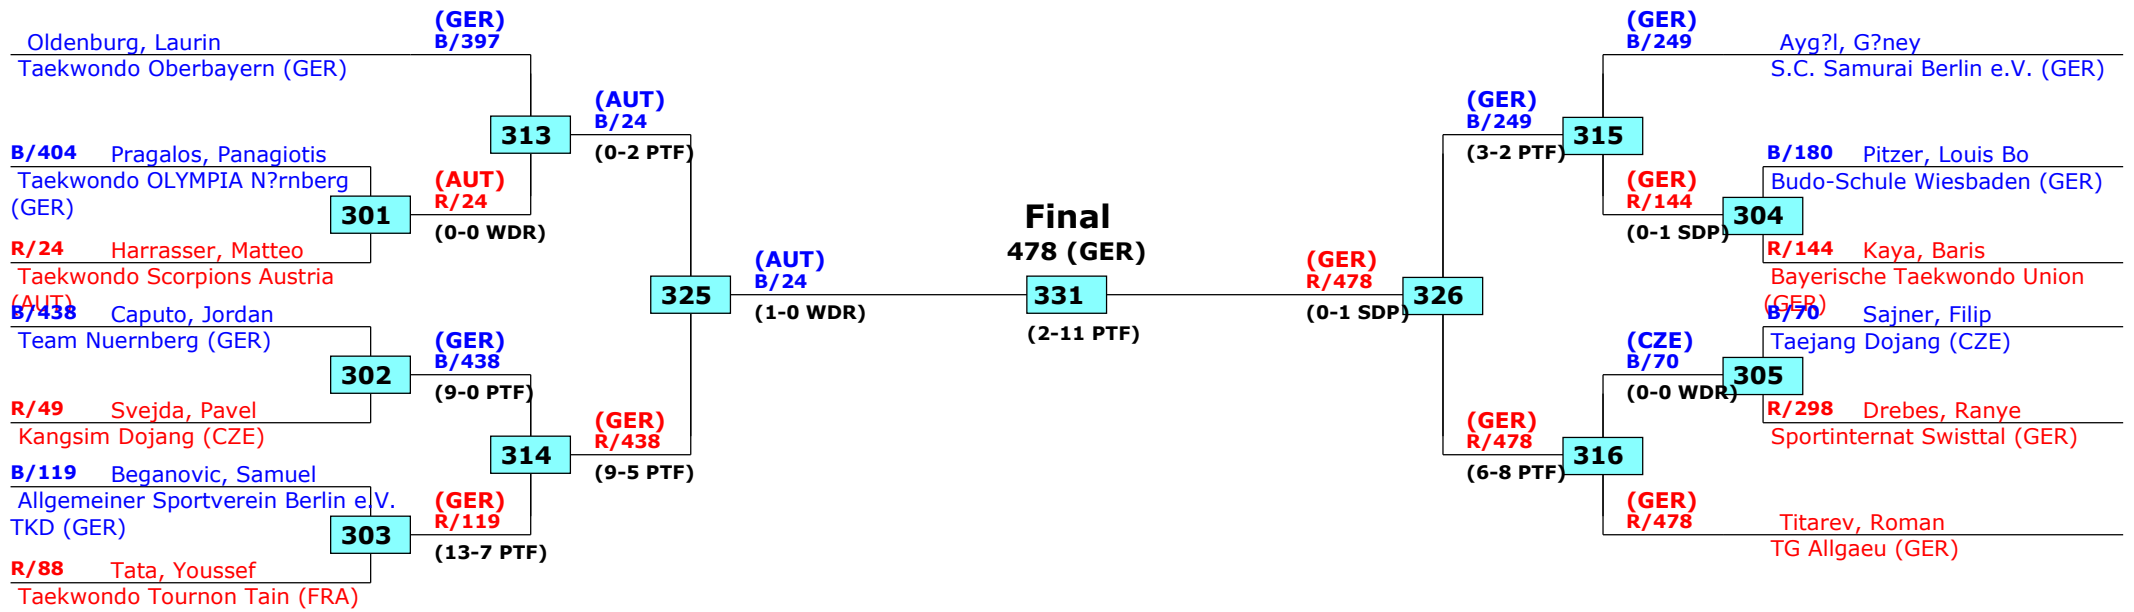 (GER)
B/397
Oldenburg, Laurin
Taekwondo Oberbayern (GER)
B/404 Pragalos, Panagiotis
Taekwondo OLYMPIA N?rnberg
(GER)
R/24 Harrasser, Matteo
Taekwondo Scorpions Austria
(AUT)
B/438 Caputo, Jordan
Team Nuernberg (GER)
R/49 Svejda, Pavel
Kangsim Dojang (CZE)
B/119 Beganovic, Samuel
Allgemeiner Sportverein Berlin e.V.
TKD (GER)
R/88 Tata, Youssef
Taekwondo Tournon Tain (FRA)
301
302
303
(AUT)
R/24
(0-0 WDR)
(GER)
B/438
(9-0 PTF)
(GER)
R/119
(13-7 PTF)
313
314
(AUT)
B/24
(0-2 PTF)
(GER)
R/438
(9-5 PTF)
325
(AUT)
B/24
(1-0 WDR)
Final
478 (GER)
331
(2-11 PTF)
(GER)
R/478
(0-1 SDP)
326
(GER)
B/249
(3-2 PTF)
(GER)
R/478
(6-8 PTF)
315
316
(GER)
B/249
(GER)
R/144
(0-1 SDP)
(CZE)
B/70
(0-0 WDR)
(GER)
R/478
304
305
Ayg?l, G?ney
S.C. Samurai Berlin e.V. (GER)
B/180 Pitzer, Louis Bo
Budo-Schule Wiesbaden (GER)
R/144 Kaya, Baris
Bayerische Taekwondo Union
(GER)
B/70 Sajner, Filip
Taejang Dojang (CZE)
R/298 Drebes, Ranye
Sportinternat Swisttal (GER)
Titarev, Roman
TG Allgaeu (GER)